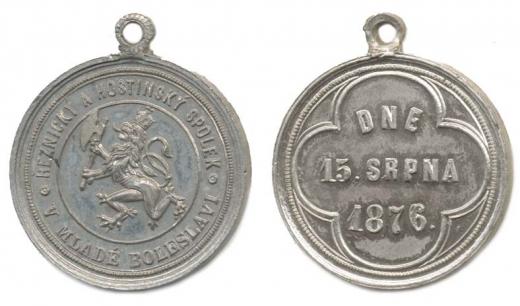 ŘEZNICKÝ A HOSTINSKÝ SPOLEK
V MLADÉ BOLESLAVI
DNE
15. SRPNA
1876.